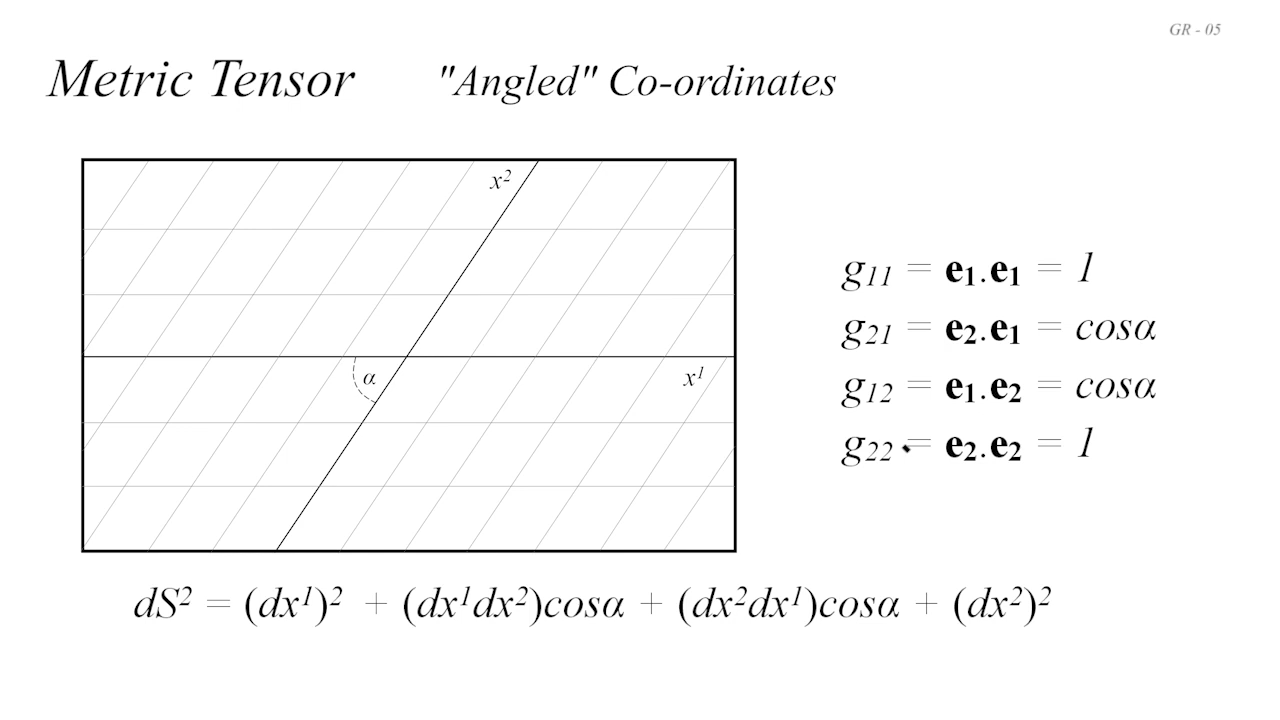 GR - 05
Metric Tensor "Angled" Co-ordinates
x²
α
x¹
g₁₁ = e₁.e₁ = 1
g₂₁ = e₂.e₁ = cosα
g₁₂ = e₁.e₂ = cosα
g₂₂ = e₂.e₂ = 1
dS² = (dx¹)² + (dx¹dx²)cosα + (dx²dx¹)cosα + (dx²)²